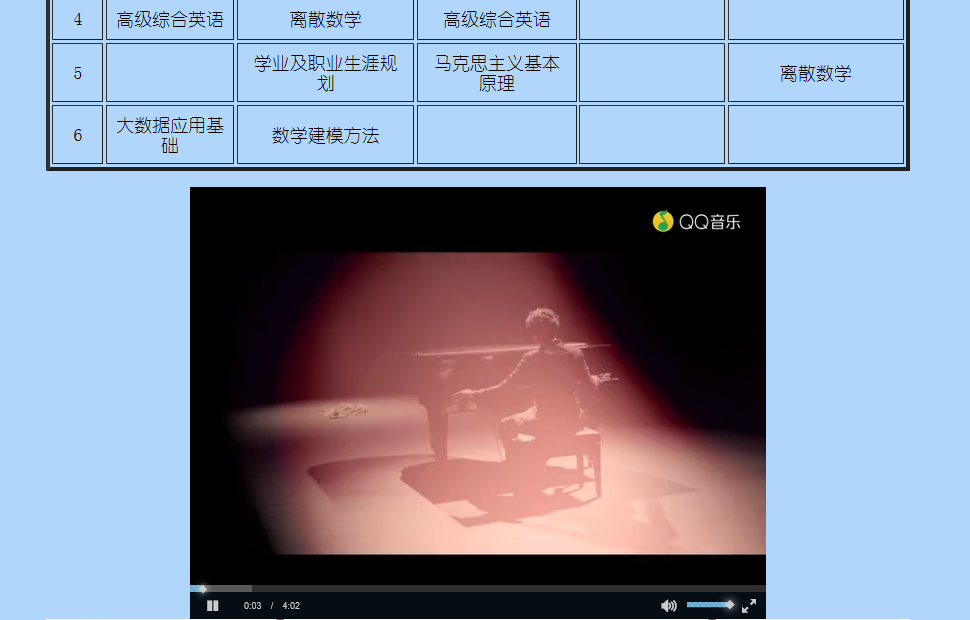 4 高级综合英语 离散数学 高级综合英语
5 学业及职业生涯规 马克思主义基本 离散数学
划 原理
6 大数据应用基 数学建模方法
础
QQ音乐
0:03 / 4:02